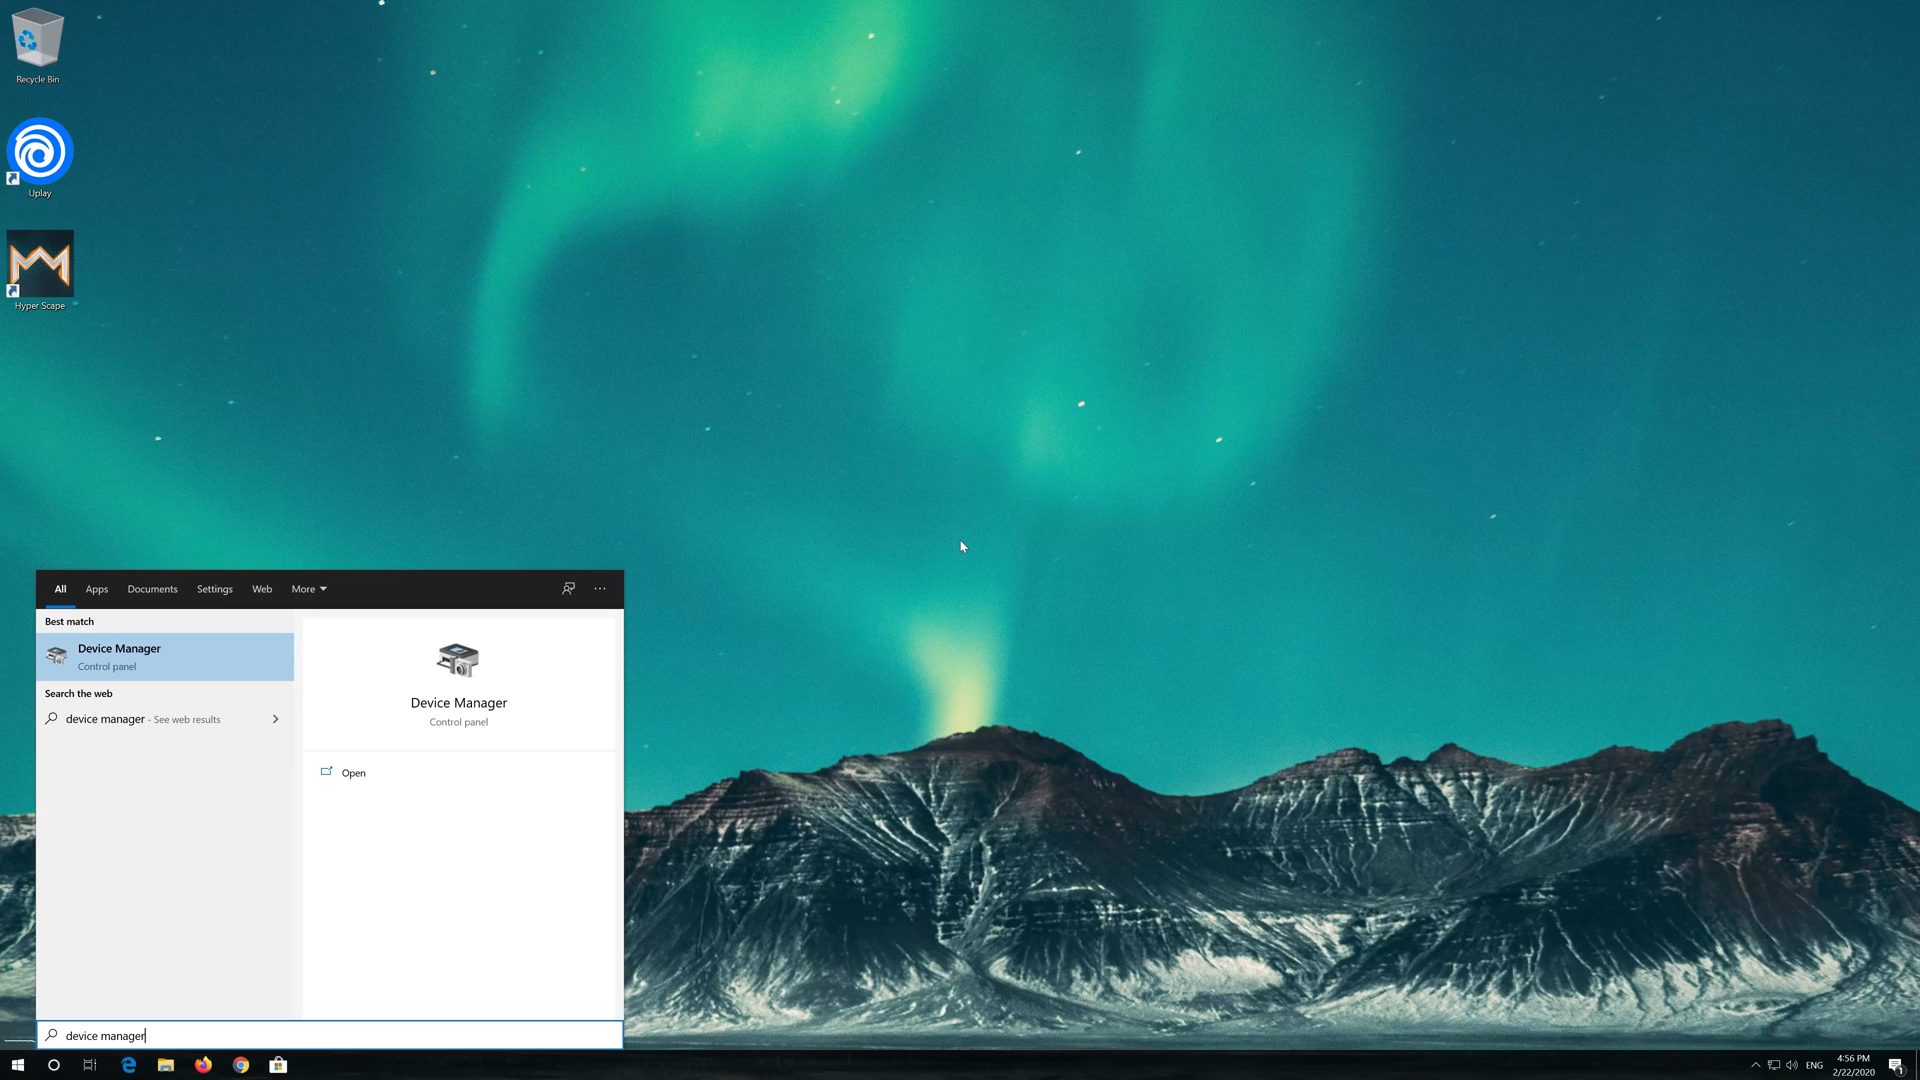 Recycle Bin
Uplay
Hyper Scape
All Apps Documents Settings Web More
Best match
Device Manager
Control panel
Search the web
device manager - See web results
Device Manager
Control panel
Open
device manager
ENG
4:56 PM
2/22/2020
1